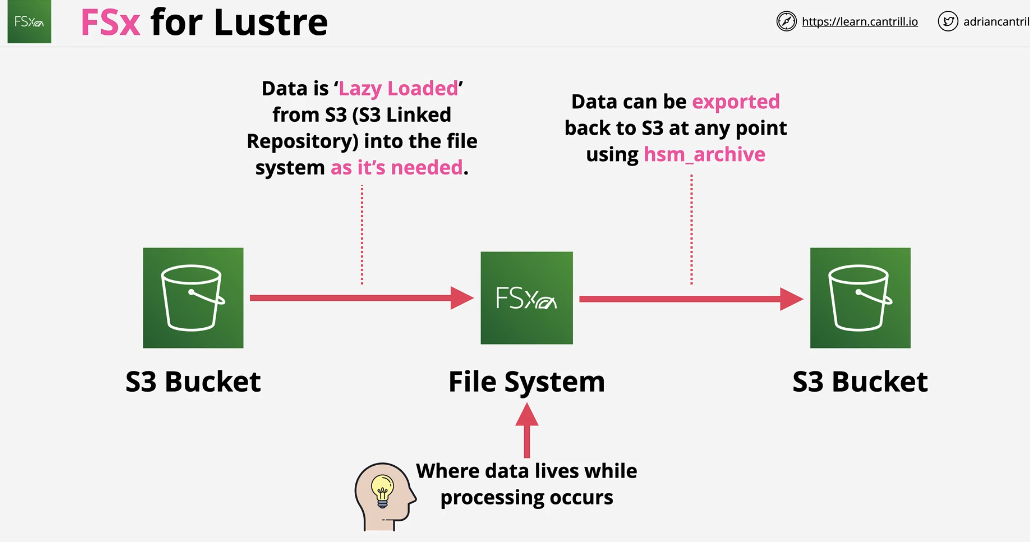 FSx
FSx for Lustre
https://learn.cantrill.io
adriancantril
Data is ‘Lazy Loaded’
from S3 (S3 Linked
Repository) into the file
system as it’s needed.
Data can be exported
back to S3 at any point
using hsm_archive
FSx
S3 Bucket
File System
S3 Bucket
Where data lives while
processing occurs